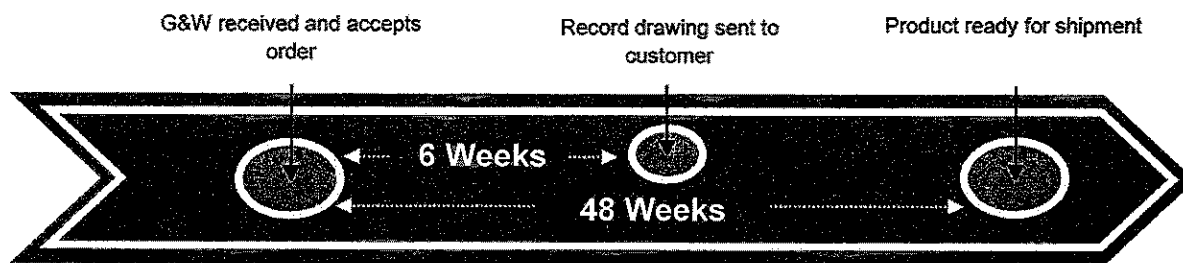 G&W received and accepts
order
Record drawing sent to
customer
Product ready for shipment
6 Weeks
48 Weeks